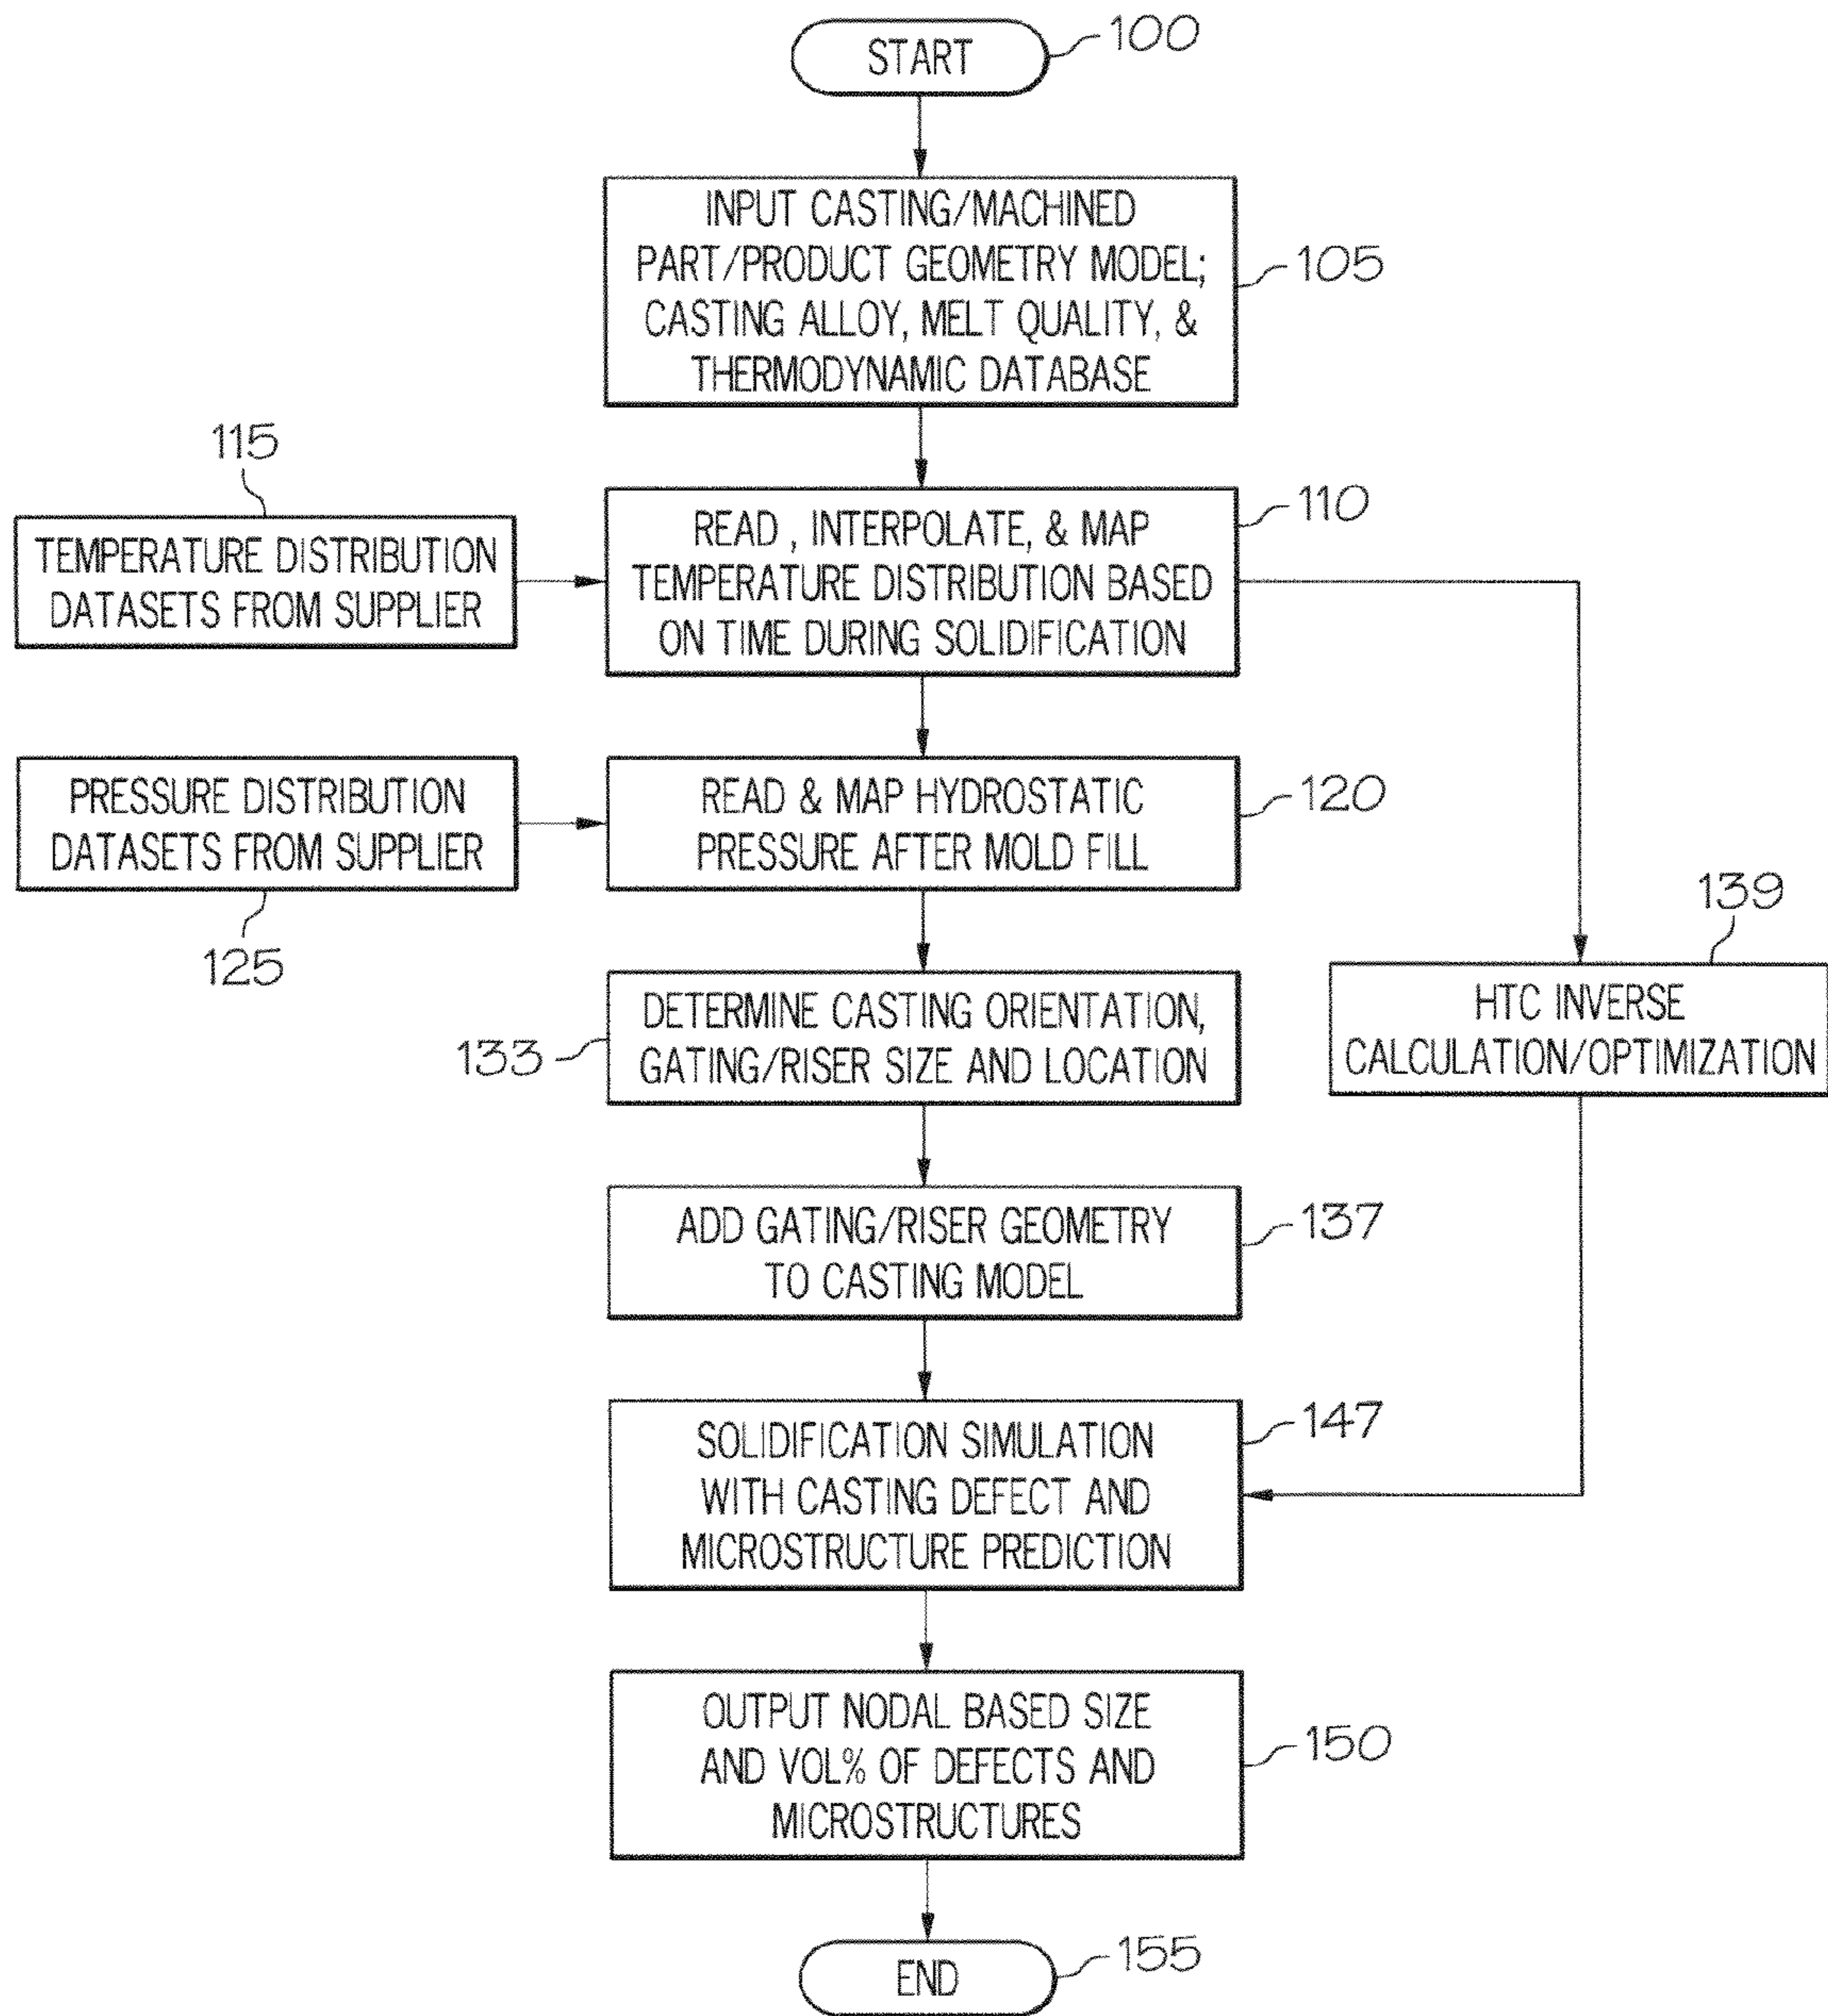 START
100
INPUT CASTING/MACHINED
PART/PRODUCT GEOMETRY MODEL;
CASTING ALLOY, MELT QUALITY, &
THERMODYNAMIC DATABASE
105
115
TEMPERATURE DISTRIBUTION
DATASETS FROM SUPPLIER
READ , INTERPOLATE, & MAP
TEMPERATURE DISTRIBUTION BASED
ON TIME DURING SOLIDIFICATION
110
PRESSURE DISTRIBUTION
DATASETS FROM SUPPLIER
125
READ & MAP HYDROSTATIC
PRESSURE AFTER MOLD FILL
120
139
HTC INVERSE
CALCULATION/OPTIMIZATION
133
DETERMINE CASTING ORIENTATION,
GATING/RISER SIZE AND LOCATION
ADD GATING/RISER GEOMETRY
TO CASTING MODEL
137
SOLIDIFICATION SIMULATION
WITH CASTING DEFECT AND
MICROSTRUCTURE PREDICTION
147
OUTPUT NODAL BASED SIZE
AND VOL% OF DEFECTS AND
MICROSTRUCTURES
150
END
155